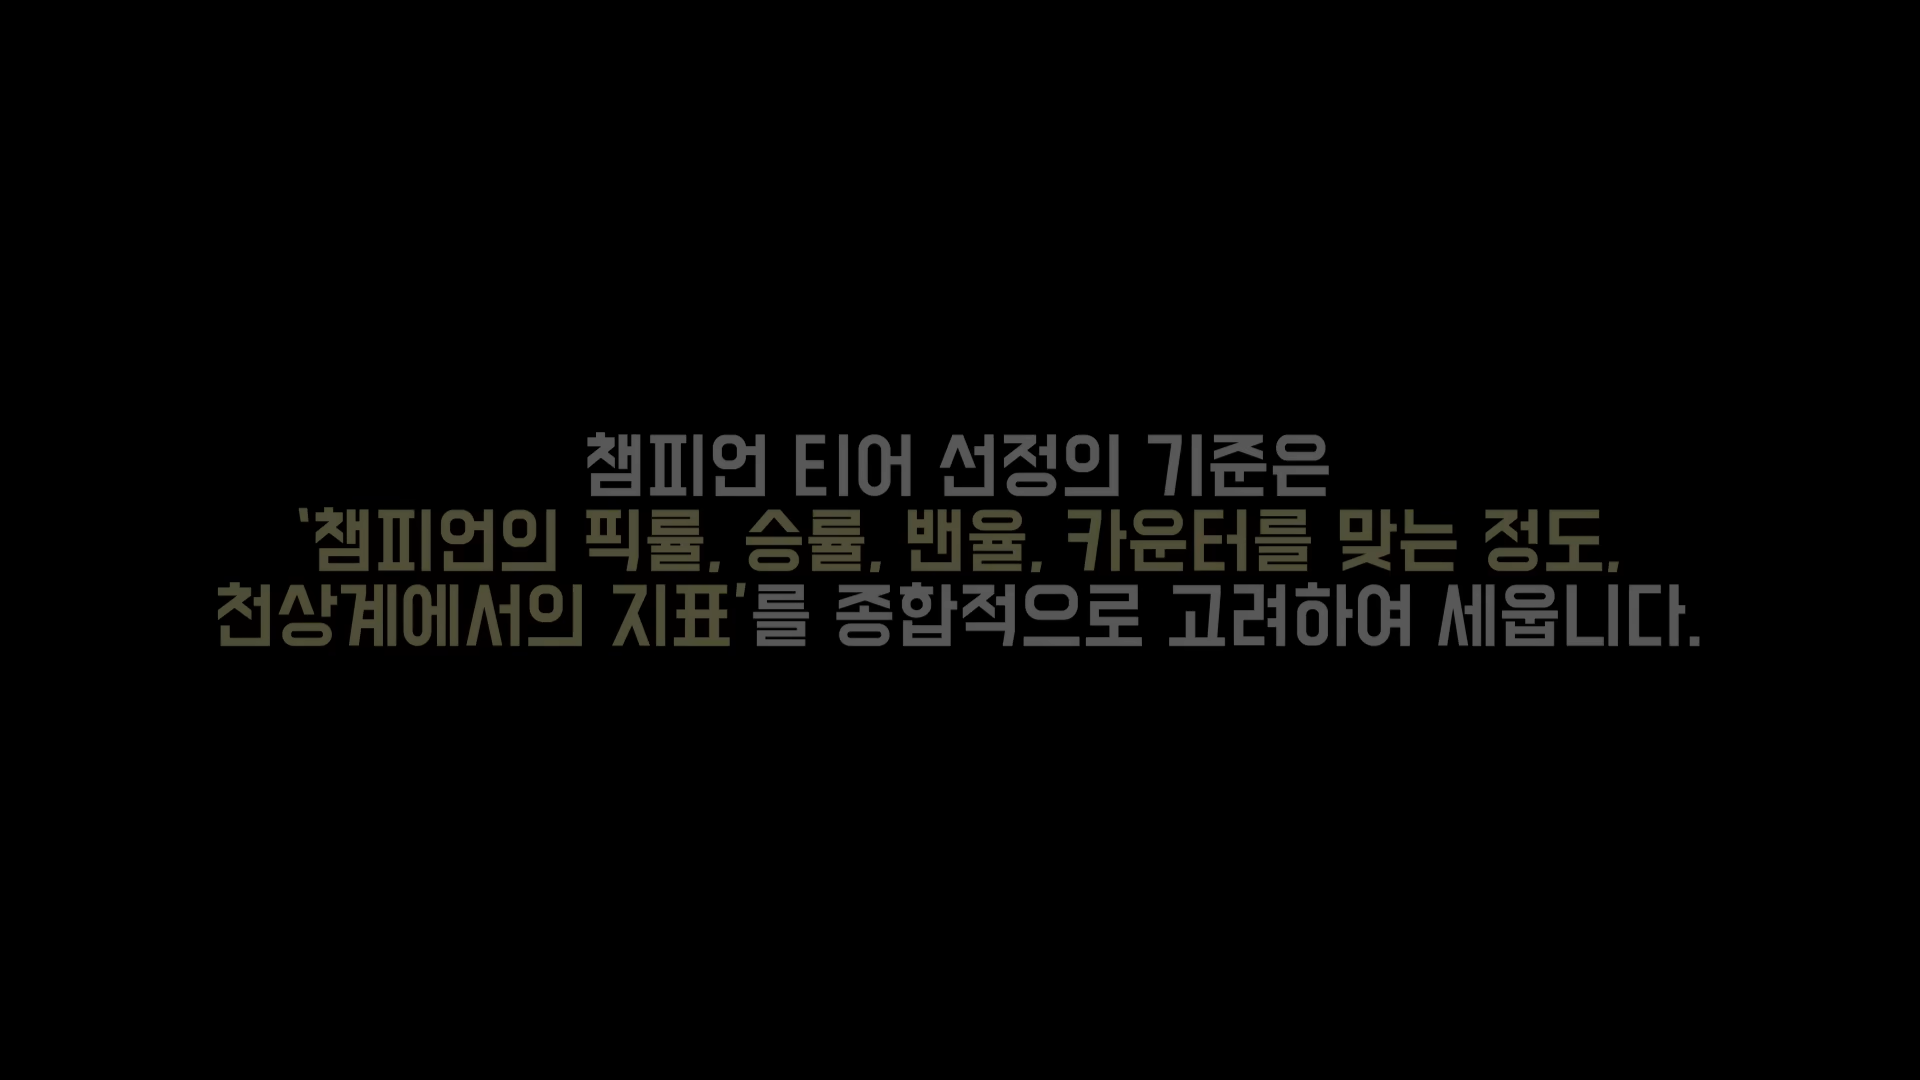 챔피언 티어 선정의 기준은
‘챔피언의 픽률, 승률, 밴율, 카운터를 맞는 정도,
천상계에서의 지표’를 종합적으로 고려하여 세웁니다.